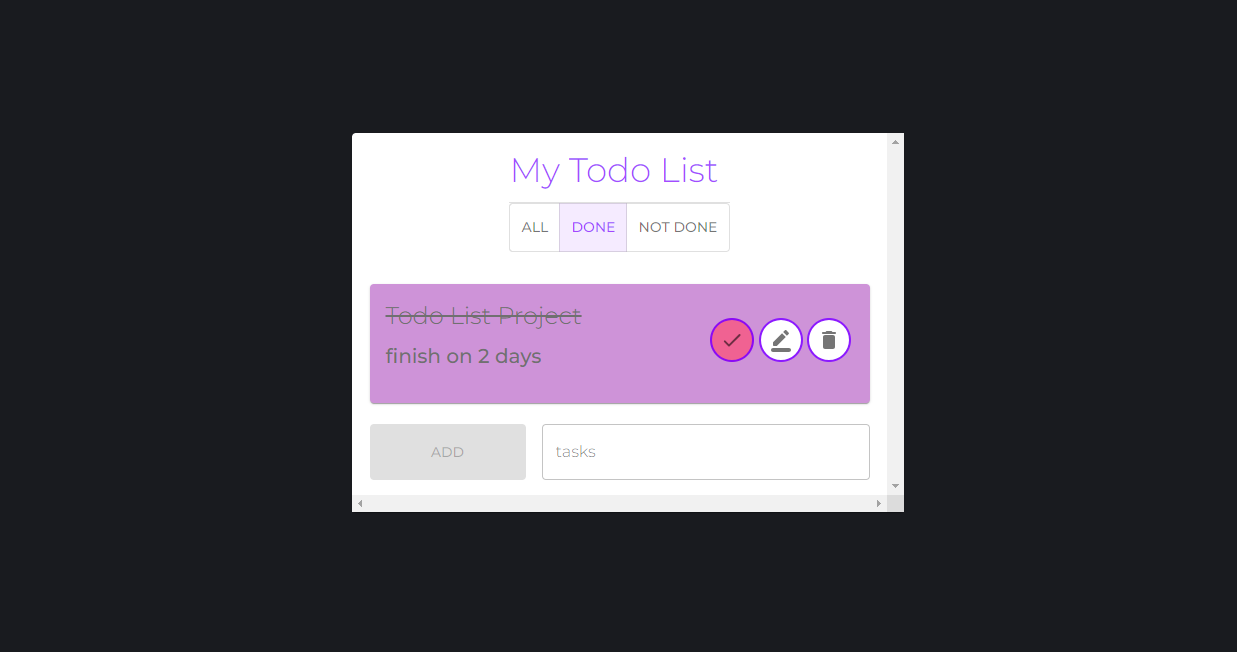 My Todo List
ALL DONE NOT DONE
Todo List Project
finish on 2 days
ADD tasks